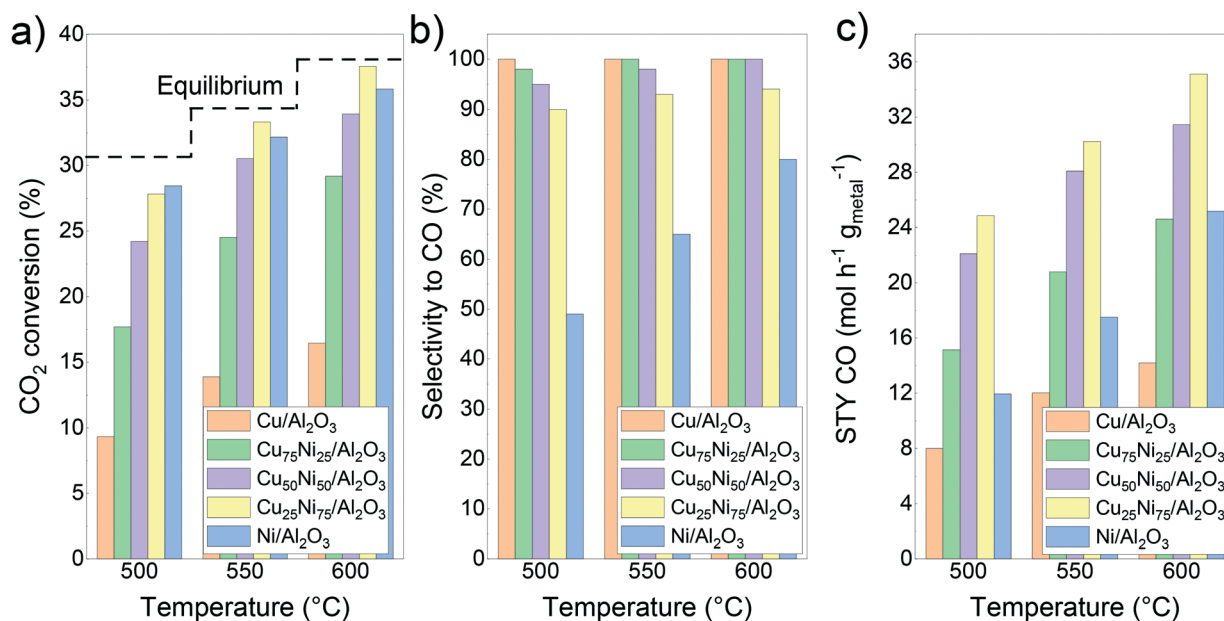 a)
CO₂ conversion (%)
40
35
30
25
20
15
10
5
0
Equilibrium
Cu/Al₂O₃
Cu₇₅Ni₂₅/Al₂O₃
Cu₅₀Ni₅₀/Al₂O₃
Cu₂₅Ni₇₅/Al₂O₃
Ni/Al₂O₃
500 550 600
Temperature (°C)
b)
Selectivity to CO (%)
100
90
80
70
60
50
40
30
20
10
0
Cu/Al₂O₃
Cu₇₅Ni₂₅/Al₂O₃
Cu₅₀Ni₅₀/Al₂O₃
Cu₂₅Ni₇₅/Al₂O₃
Ni/Al₂O₃
500 550 600
Temperature (°C)
c)
STY CO (mol h⁻¹ g_metal⁻¹)
36
32
28
24
20
16
12
8
4
0
Cu/Al₂O₃
Cu₇₅Ni₂₅/Al₂O₃
Cu₅₀Ni₅₀/Al₂O₃
Cu₂₅Ni₇₅/Al₂O₃
Ni/Al₂O₃
500 550 600
Temperature (°C)